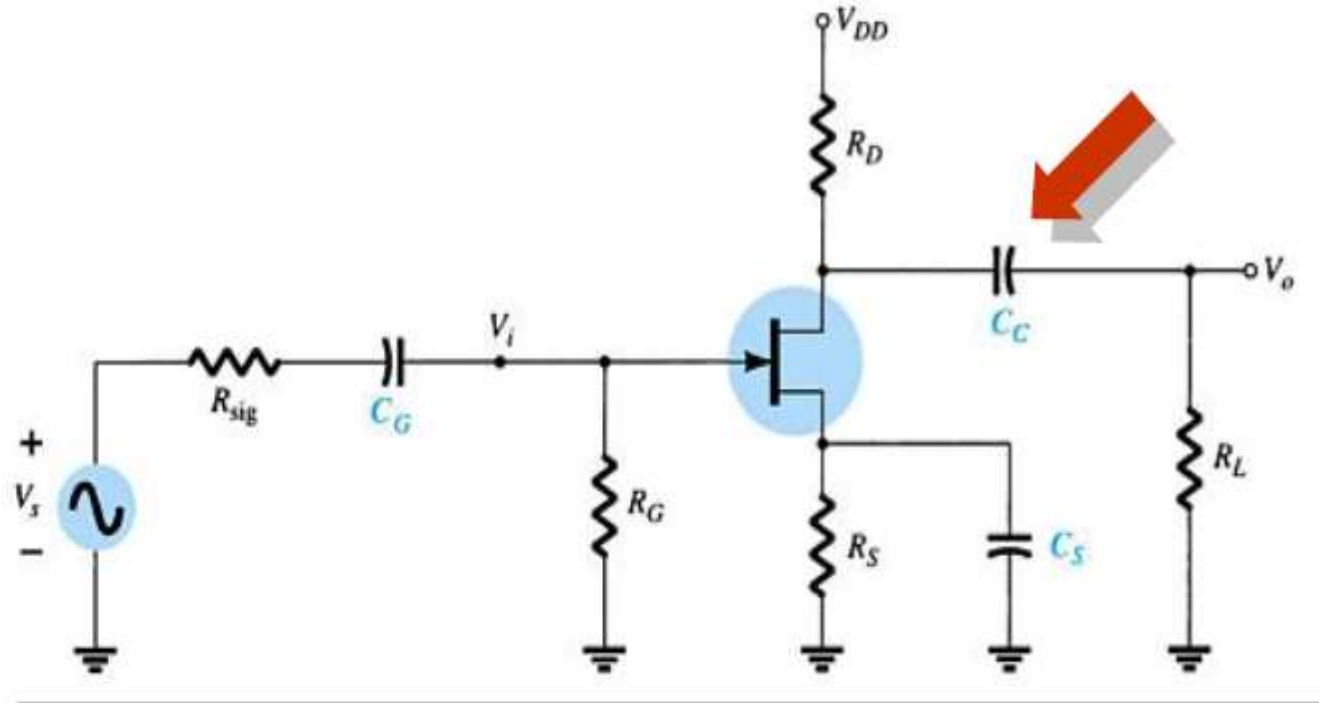 V_DD
R_D
C_C
V_o
V_i
R_sig
C_G
+
V_s
−
R_G
R_S
C_S
R_L